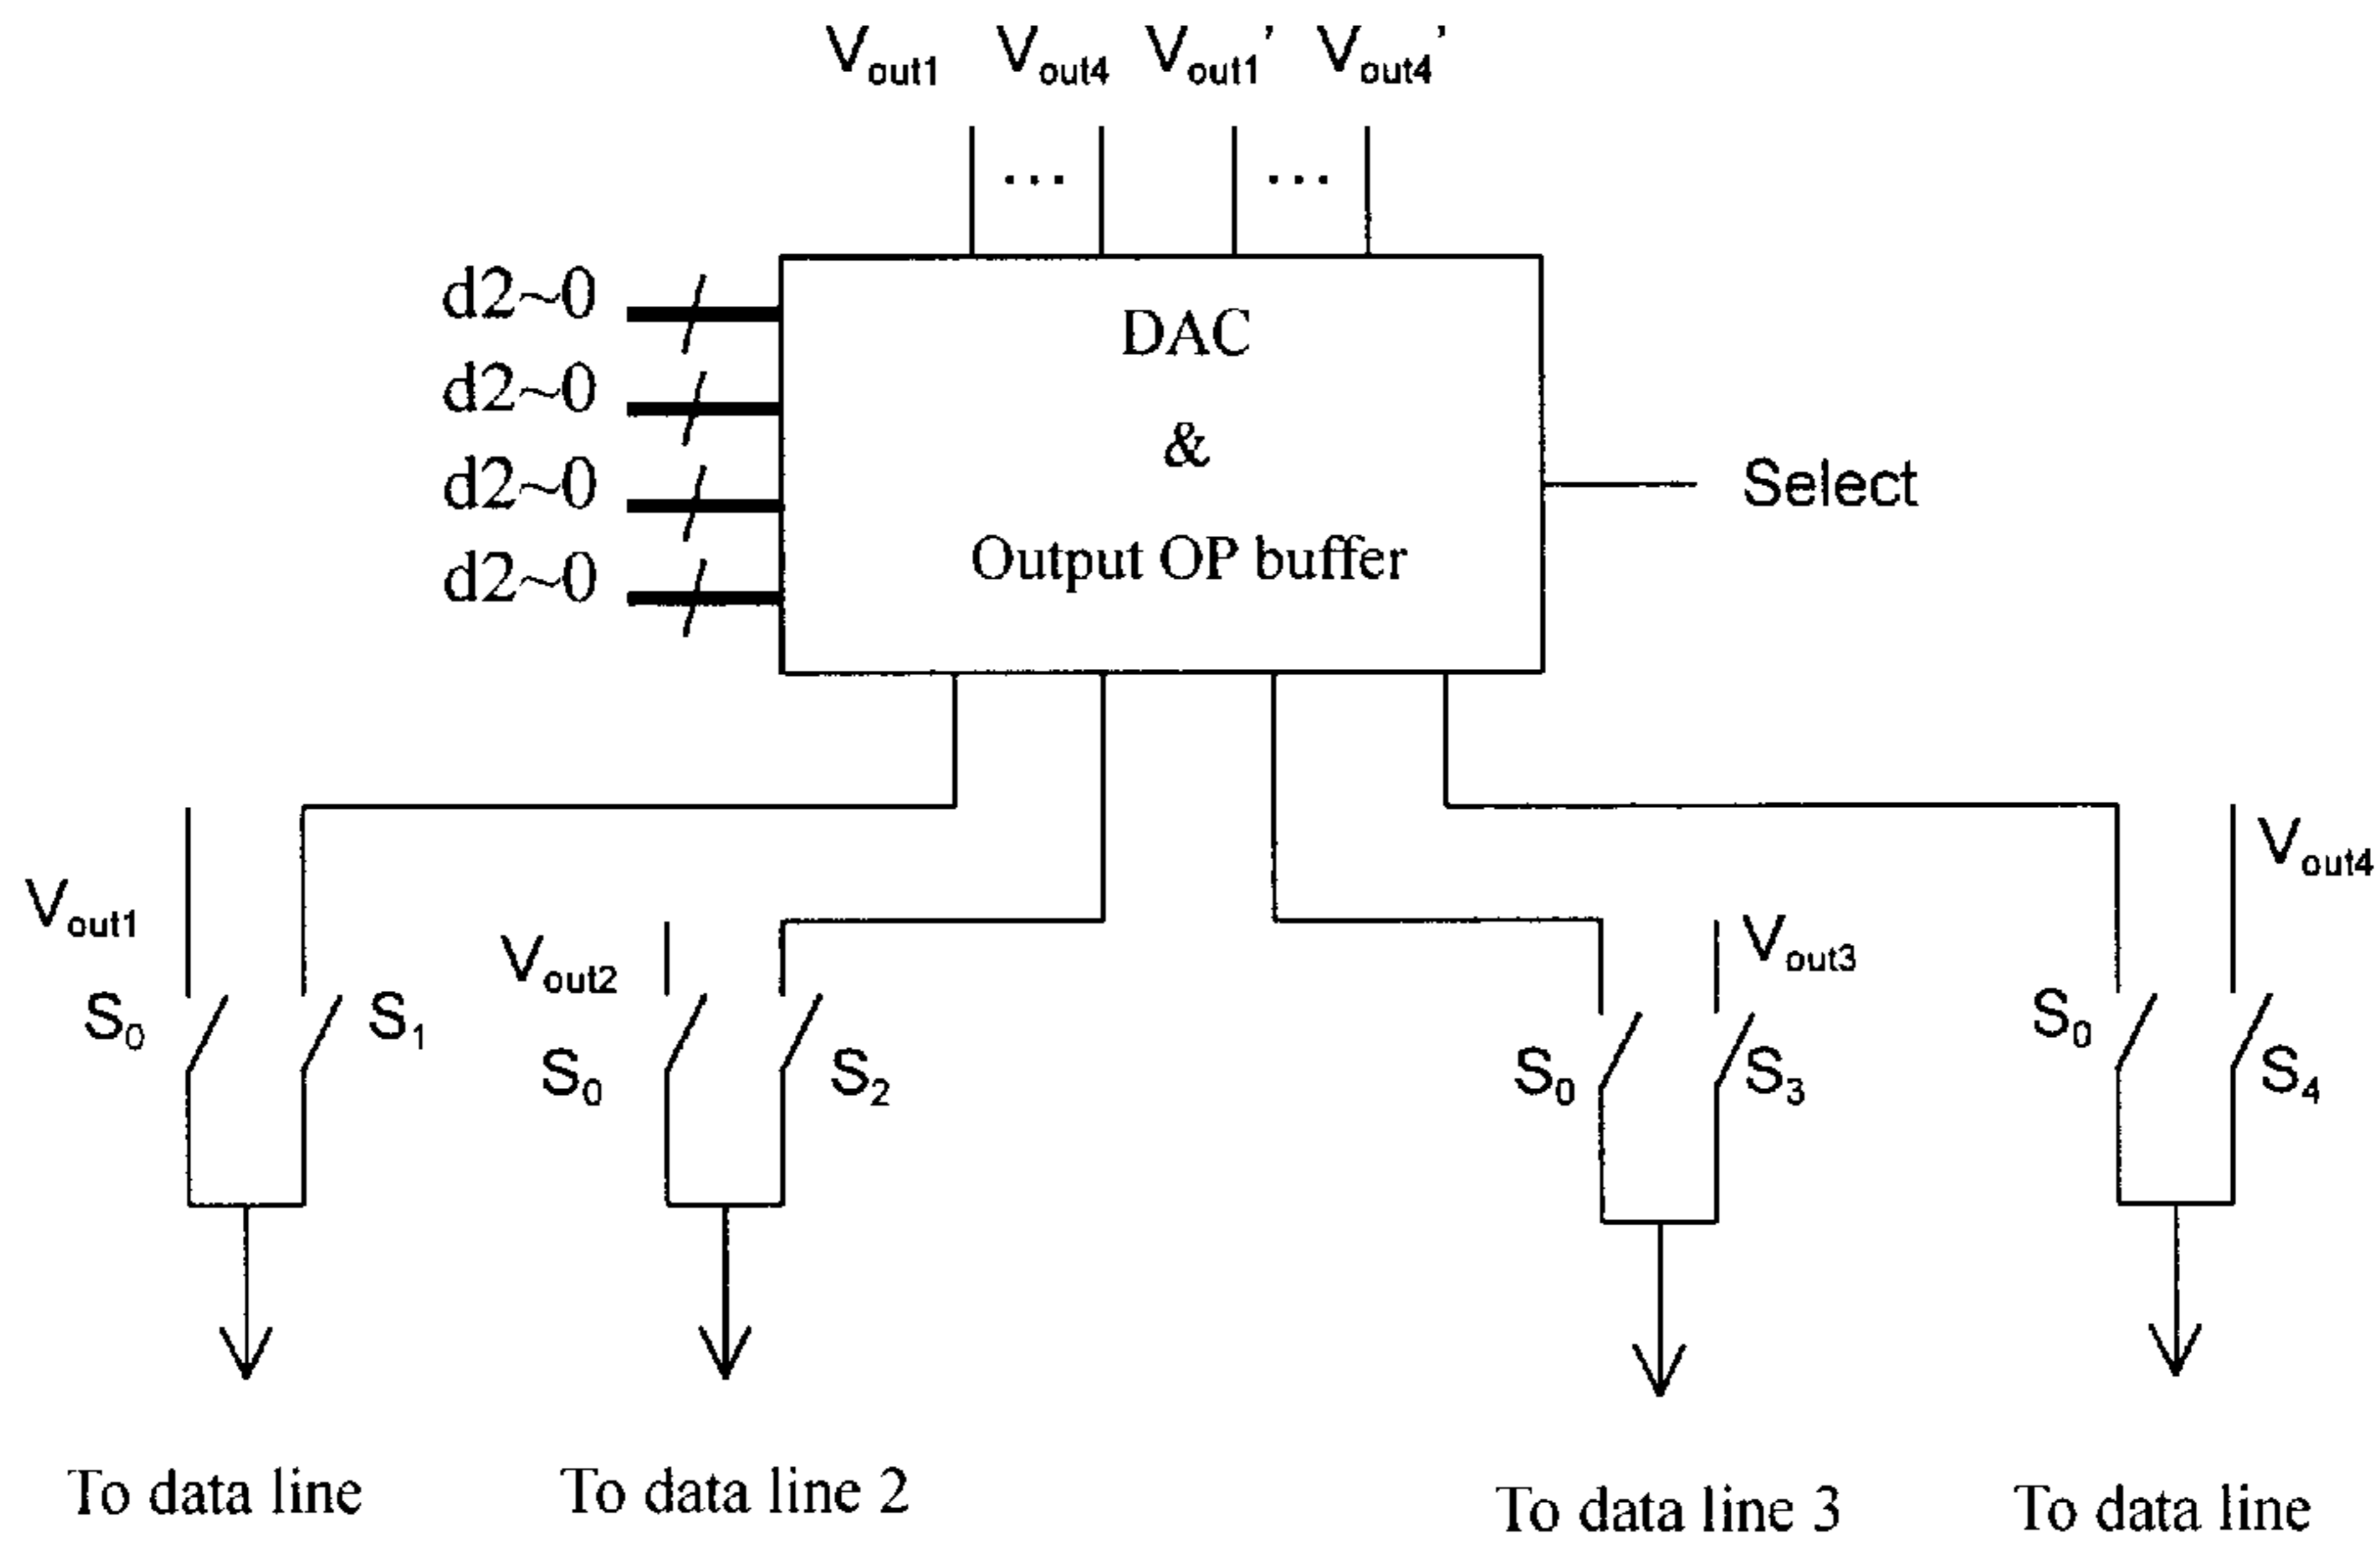 Vout1 Vout4 Vout1' Vout4'
d2~0
d2~0
d2~0
d2~0
DAC
&
Output OP buffer
Select
Vout1
S0
S1
Vout2
S0
S2
Vout3
S0
S3
Vout4
S0
S4
To data line
To data line 2
To data line 3
To data line